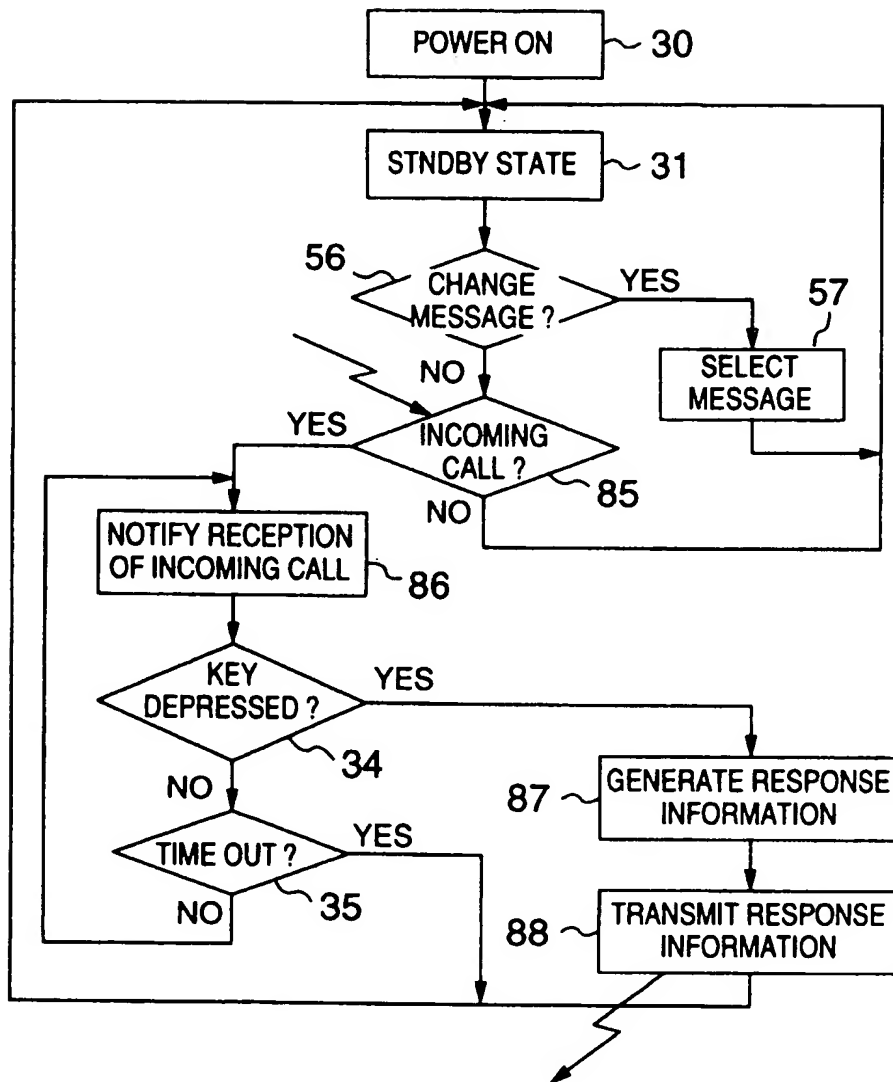 POWER ON
30
STNDBY STATE
31
56
CHANGE
MESSAGE ?
YES
57
SELECT
MESSAGE
NO
YES
INCOMING
CALL ?
85
NO
NOTIFY RECEPTION
OF INCOMING CALL
86
KEY
DEPRESSED ?
YES
34
NO
87
GENERATE RESPONSE
INFORMATION
TIME OUT ?
YES
35
NO
88
TRANSMIT RESPONSE
INFORMATION